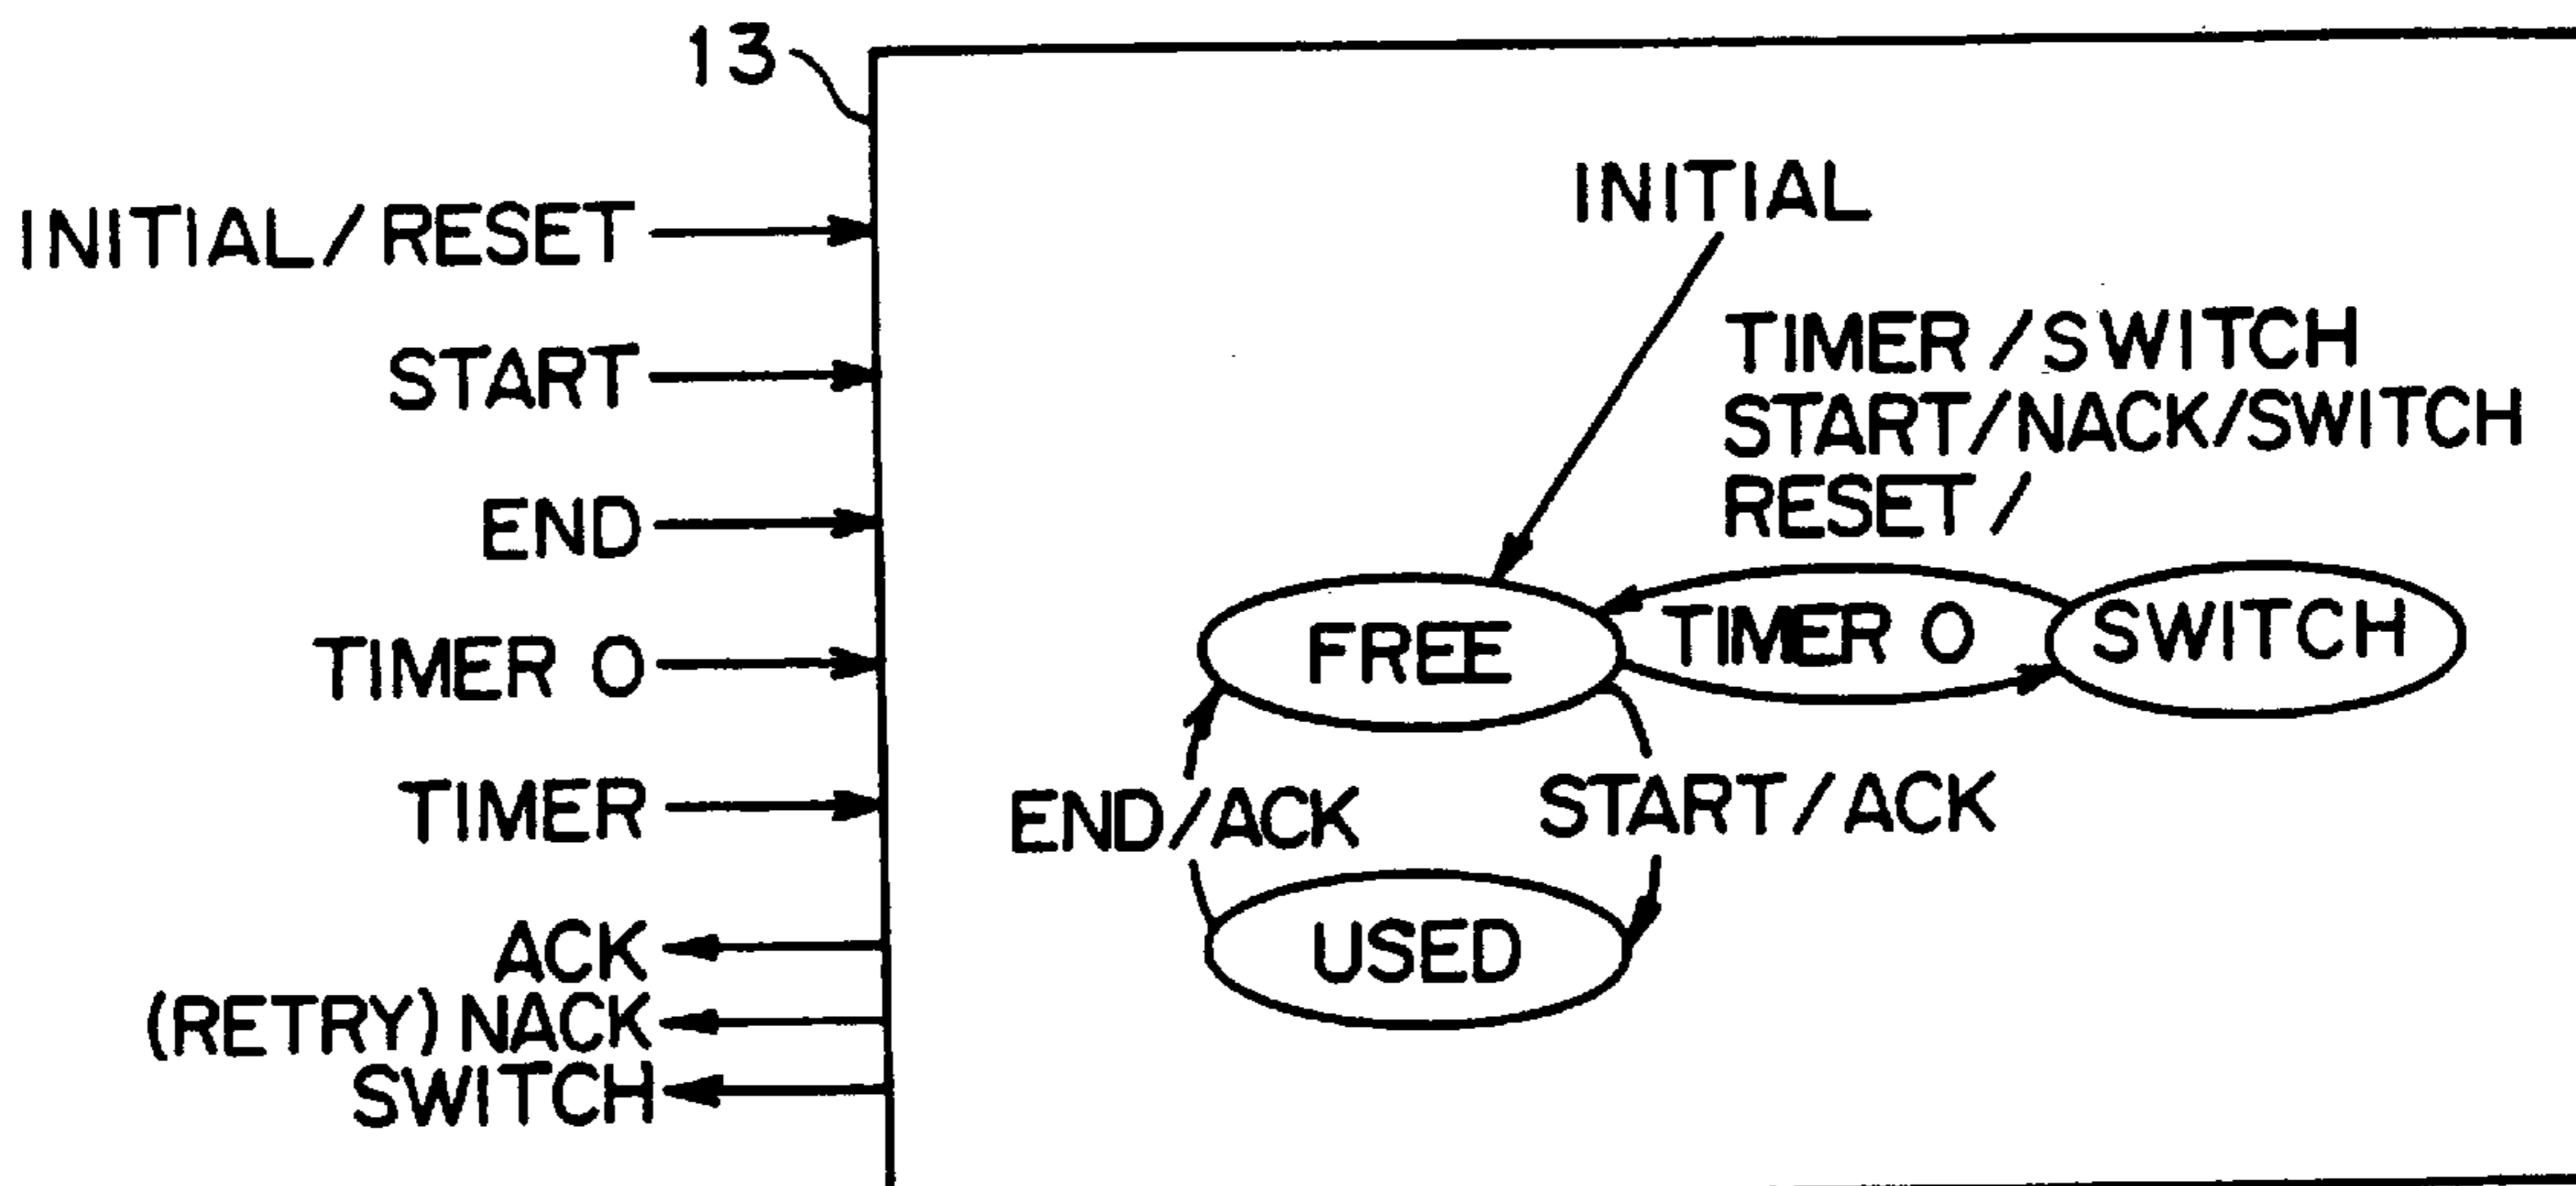 13
INITIAL/RESET
START
END
TIMER 0
TIMER
ACK
(RETRY) NACK
SWITCH
INITIAL
TIMER/SWITCH
START/NACK/SWITCH
RESET/
FREE
TIMER 0
SWITCH
END/ACK
START/ACK
USED